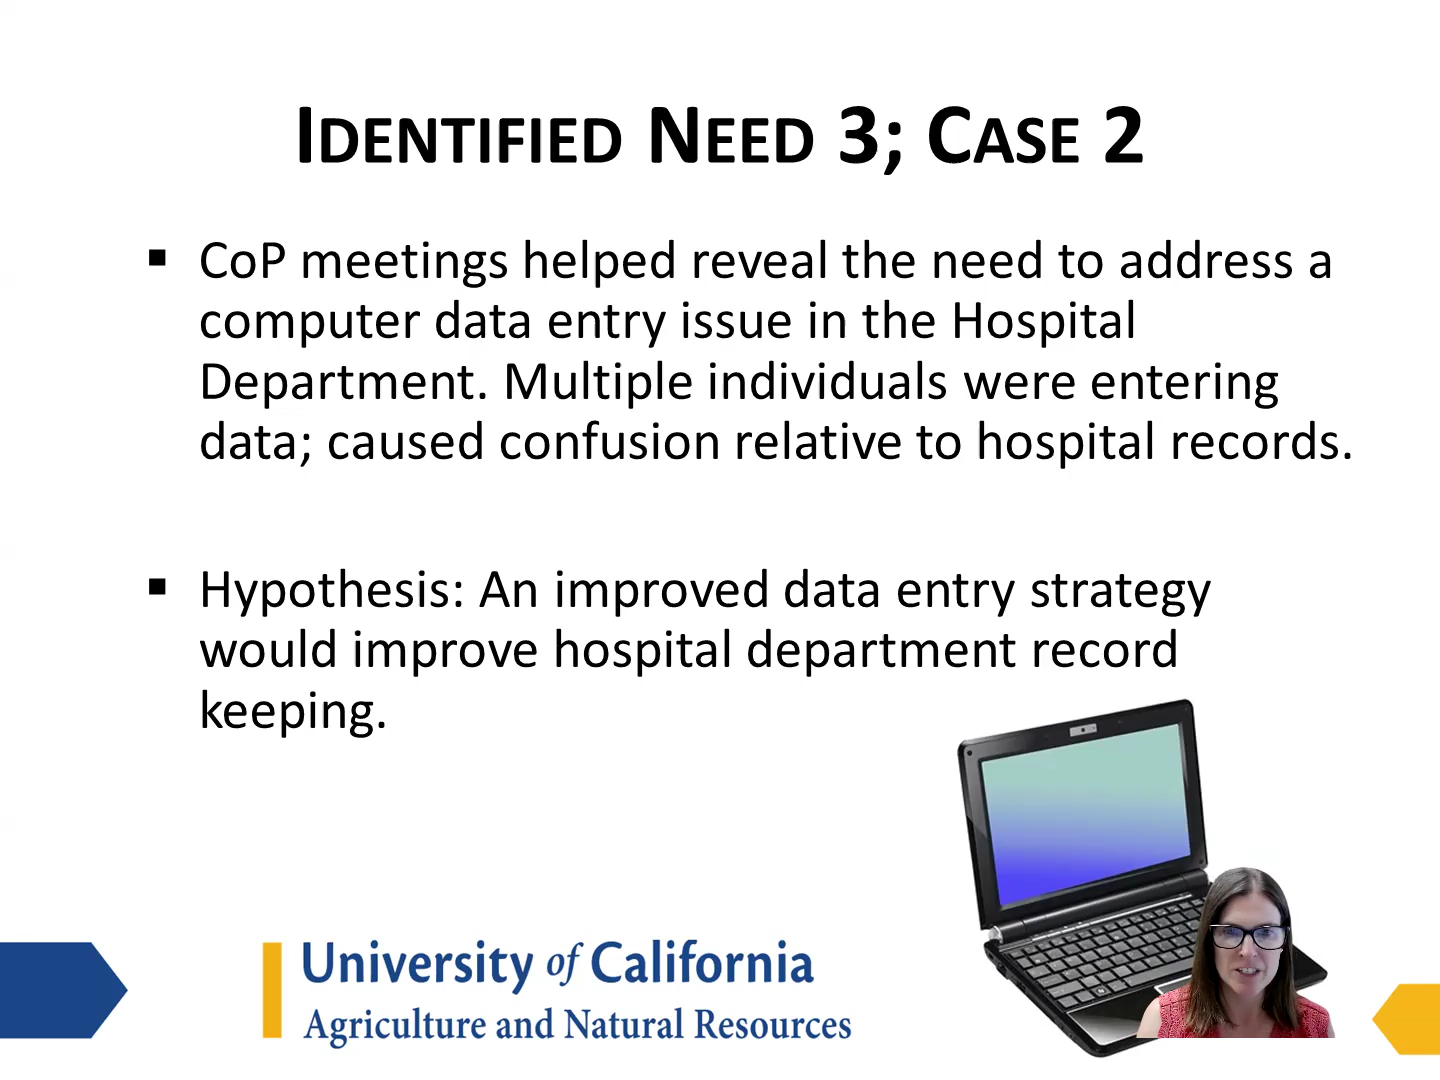 Identified Need 3; Case 2
▪ CoP meetings helped reveal the need to address a
computer data entry issue in the Hospital
Department. Multiple individuals were entering
data; caused confusion relative to hospital records.
▪ Hypothesis: An improved data entry strategy
would improve hospital department record
keeping.
University of California
Agriculture and Natural Resources